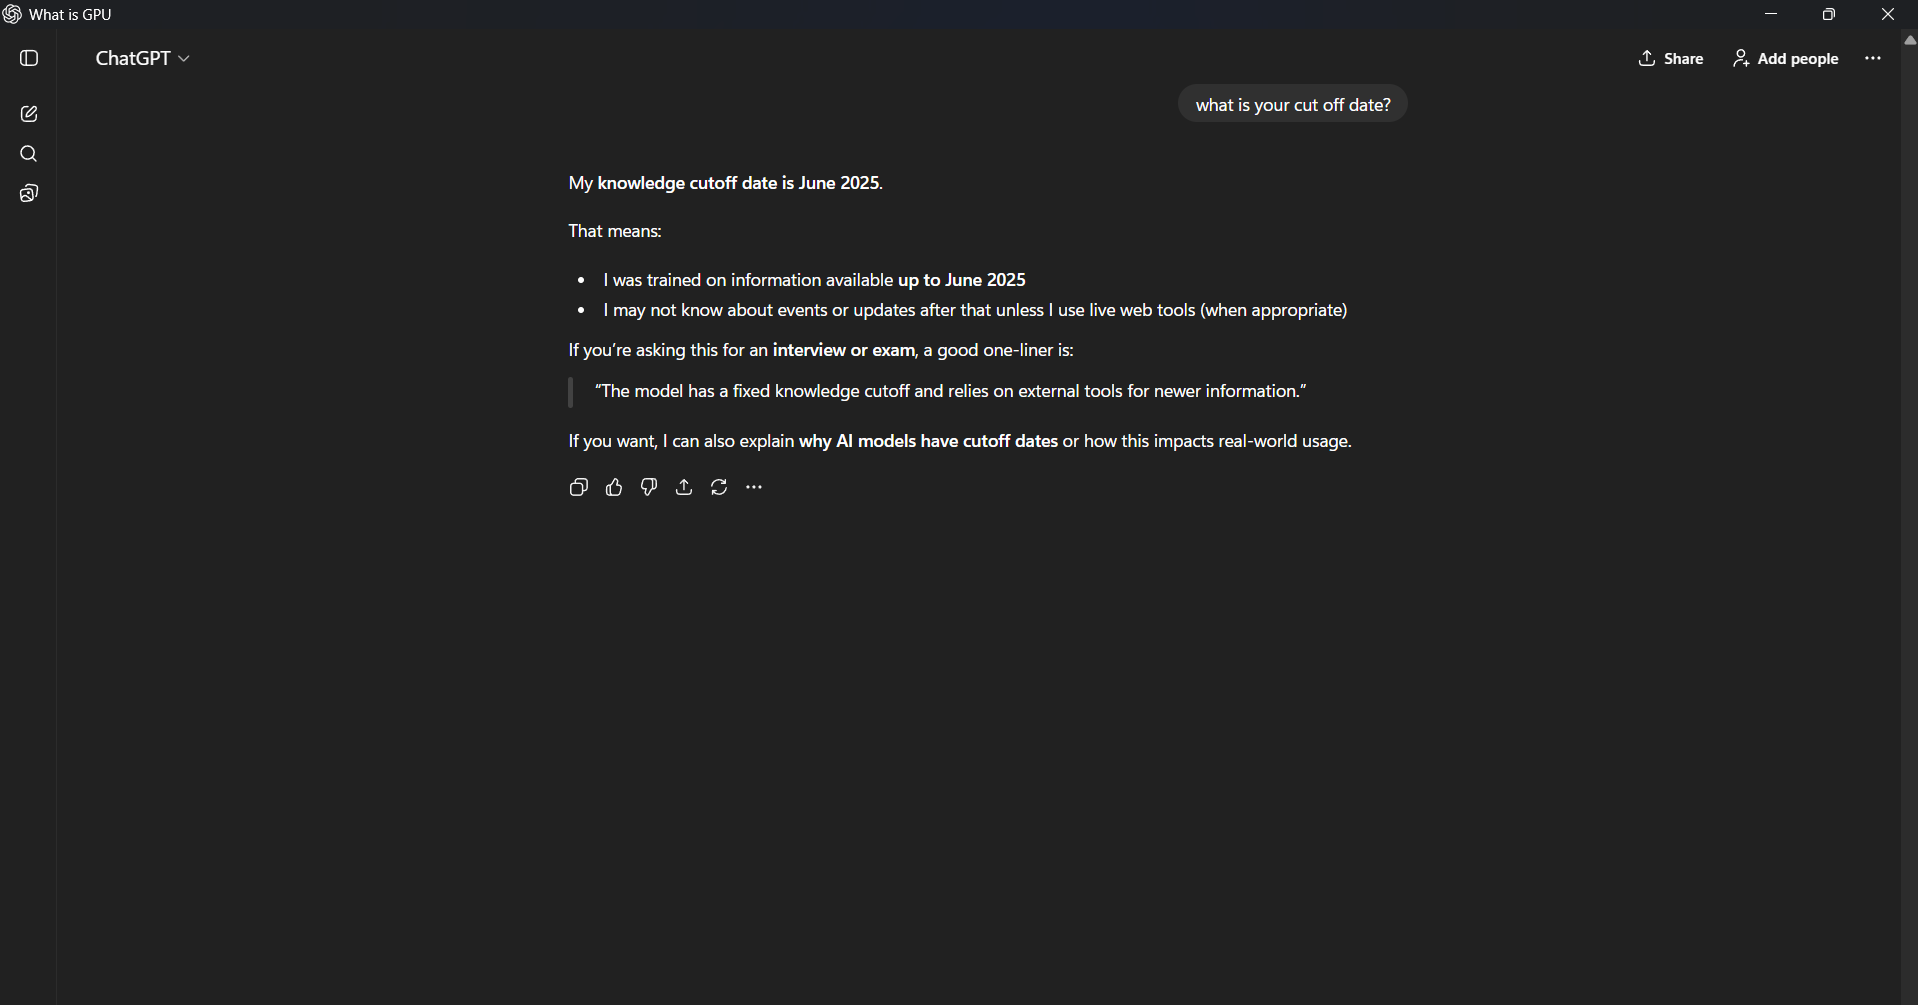 What is GPU
ChatGPT
Share
Add people
what is your cut off date?
My knowledge cutoff date is June 2025.
That means:
• I was trained on information available up to June 2025
• I may not know about events or updates after that unless I use live web tools (when appropriate)
If you’re asking this for an interview or exam, a good one-liner is:
“The model has a fixed knowledge cutoff and relies on external tools for newer information.”
If you want, I can also explain why AI models have cutoff dates or how this impacts real-world usage.